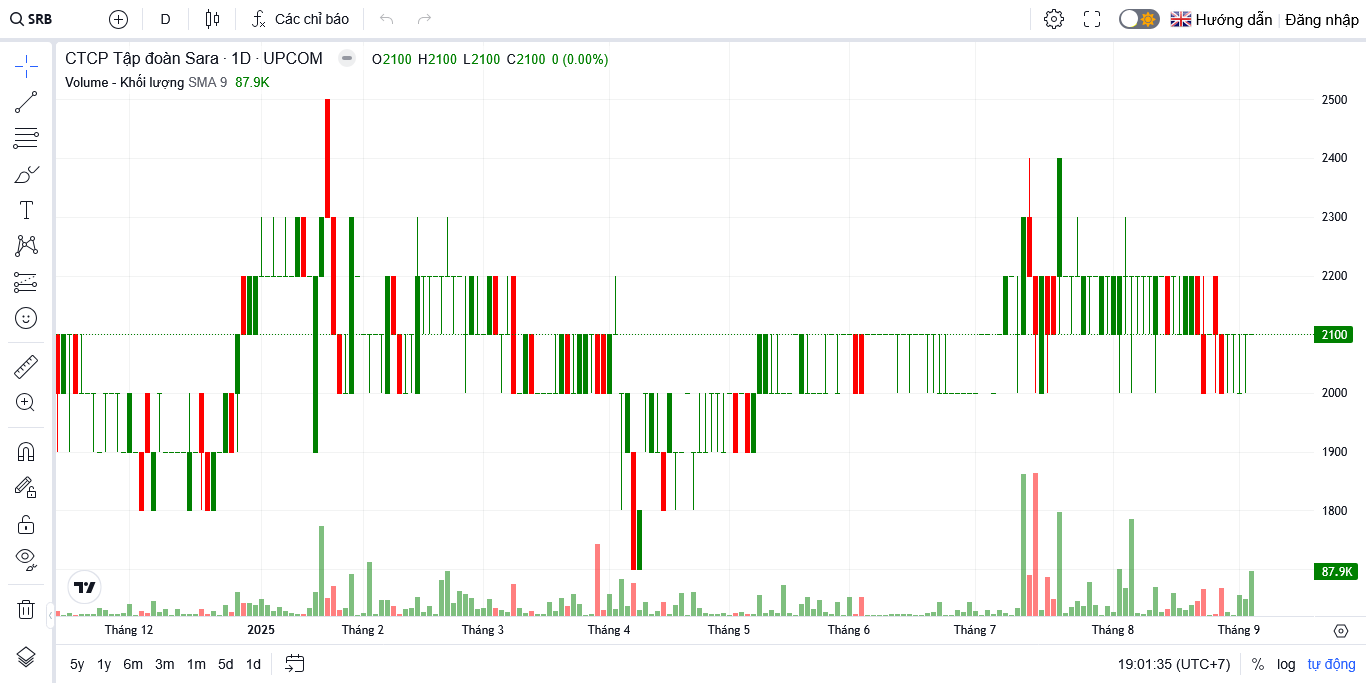 SRB D Các chỉ báo Hướng dẫn Đăng nhập
CTCP Tập đoàn Sara · 1D · UPCOM O2100 H2100 L2100 C2100 0 (0.00%)
Volume - Khối lượng SMA 9 87.9K
2500
2400
2300
2200
2100
2000
1900
1800
87.9K
Tháng 12 2025 Tháng 2 Tháng 3 Tháng 4 Tháng 5 Tháng 6 Tháng 7 Tháng 8 Tháng 9
5y 1y 6m 3m 1m 5d 1d 19:01:35 (UTC+7) % log tự động